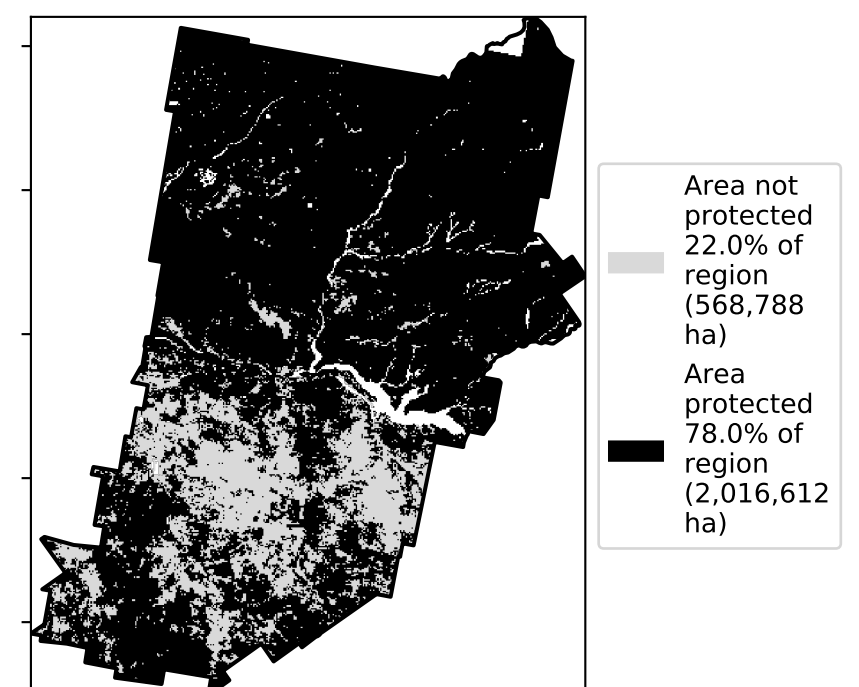 Area not
protected
22.0% of
region
(568,788
ha)
Area
protected
78.0% of
region
(2,016,612
ha)